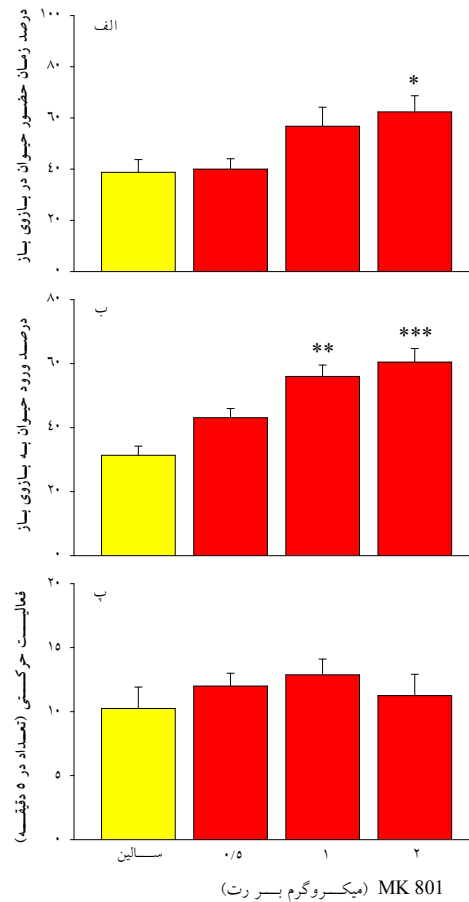 الف
درصد زمان حضور حیوان در بازوی باز
۱۰۰
۸۰
۶۰
۴۰
۲۰
۰
*
ب
درصد ورود حیوان به بازوی باز
۸۰
۶۰
۴۰
۲۰
۰
**
***
پ
فعالیت حرکتی (تعداد در ۵ دقیقه)
۲۰
۱۵
۱۰
۵
۰
سالین
۰/۵
۱
۲
MK 801 (میکروگرم بر رت)